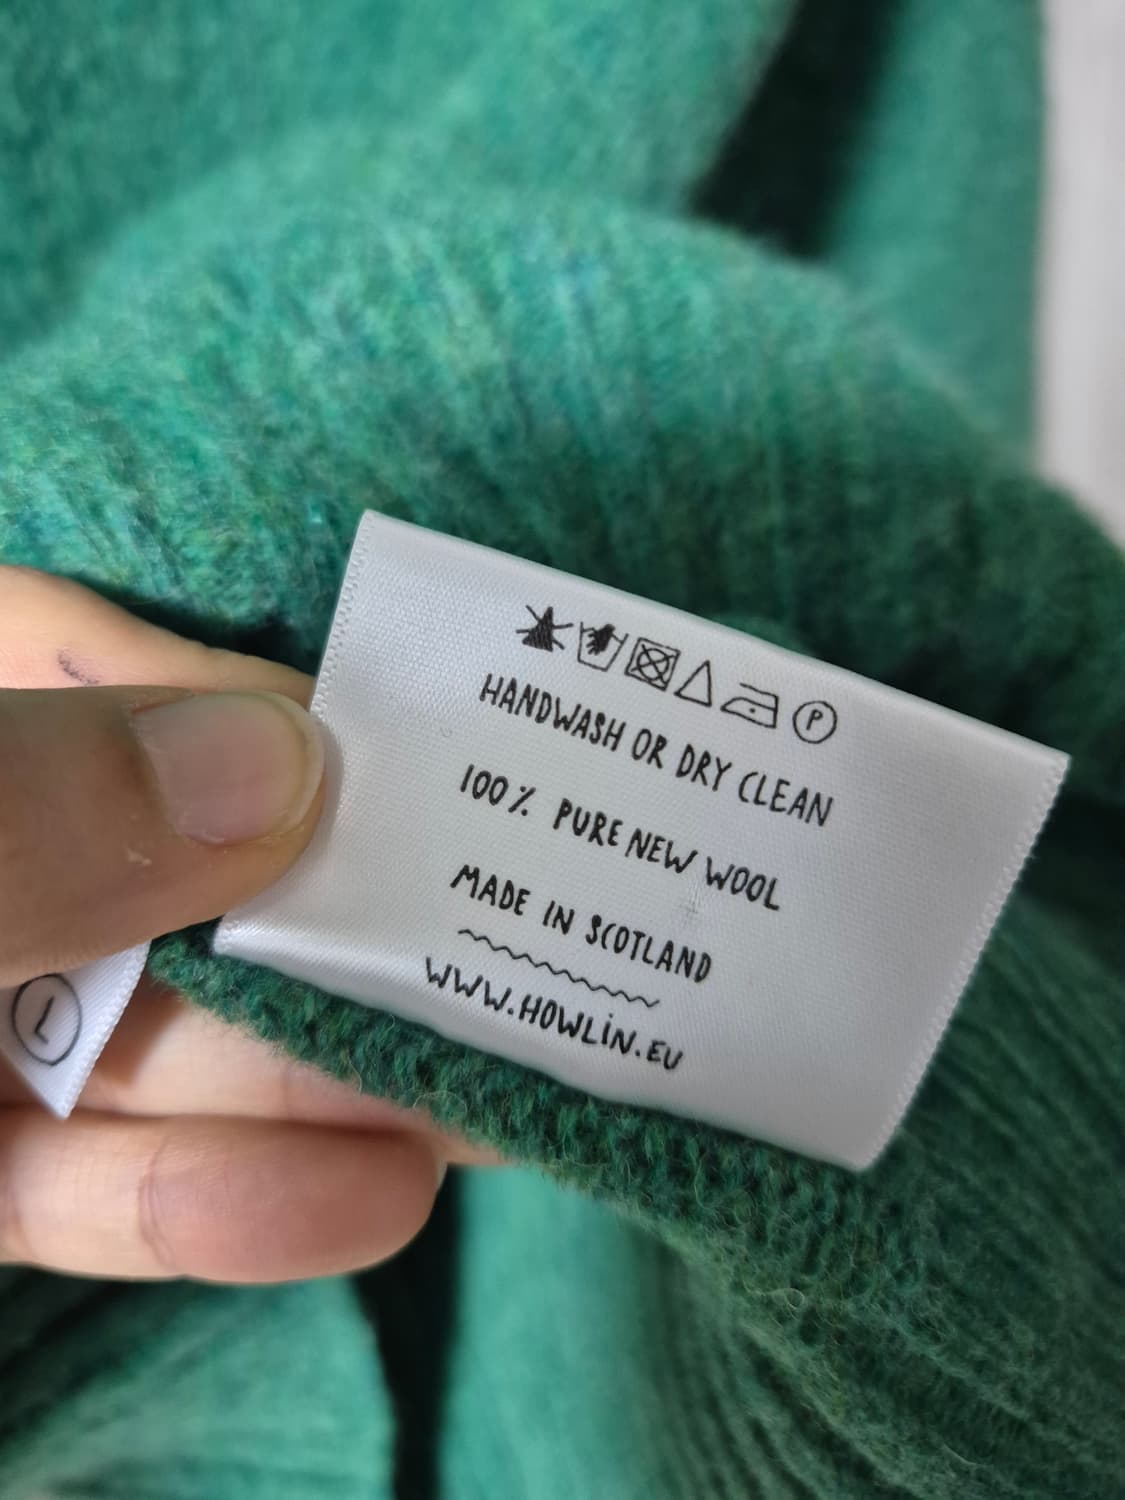 P
HANDWASH OR DRY CLEAN
100% PURE NEW WOOL
MADE IN SCOTLAND
WWW.HOWLIN.EU
L